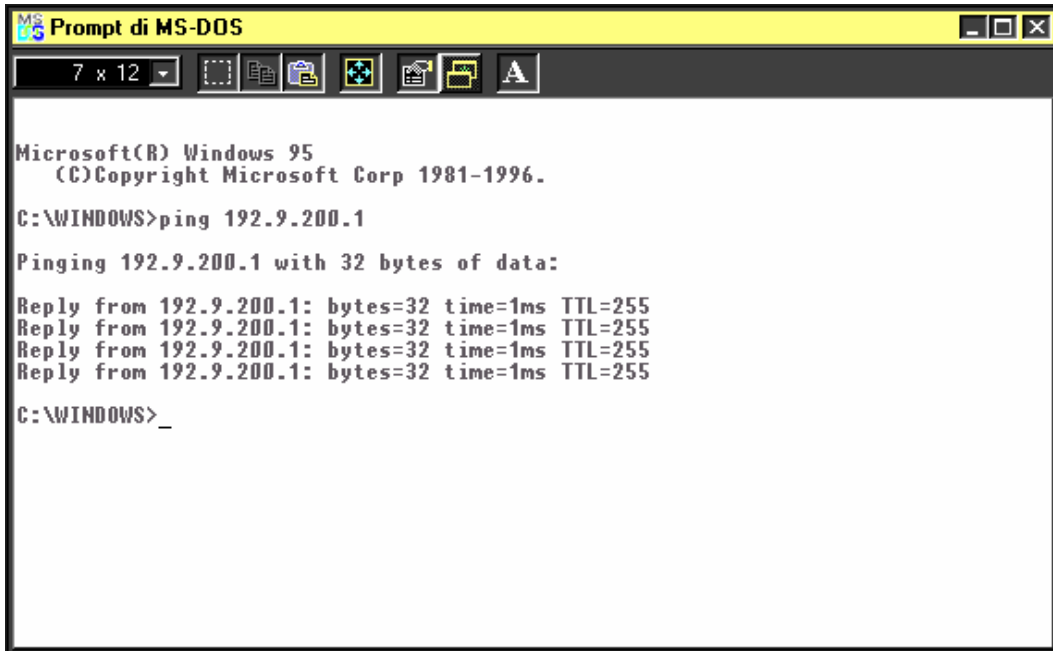 MS DOS Prompt di MS-DOS
7 x 12 A
Microsoft(R) Windows 95
(C)Copyright Microsoft Corp 1981-1996.
C:\WINDOWS>ping 192.9.200.1
Pinging 192.9.200.1 with 32 bytes of data:
Reply from 192.9.200.1: bytes=32 time=1ms TTL=255
Reply from 192.9.200.1: bytes=32 time=1ms TTL=255
Reply from 192.9.200.1: bytes=32 time=1ms TTL=255
Reply from 192.9.200.1: bytes=32 time=1ms TTL=255
C:\WINDOWS>_